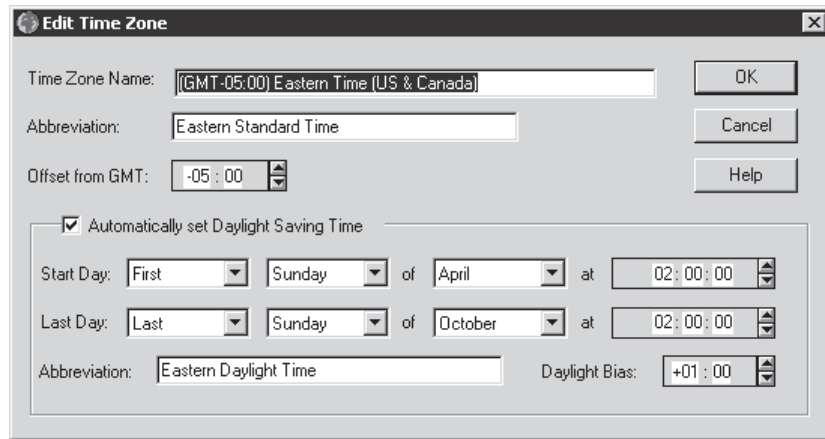 Edit Time Zone
Time Zone Name: (GMT-05:00) Eastern Time (US & Canada) OK
Abbreviation: Eastern Standard Time Cancel
Offset from GMT: -05 : 00 Help
Automatically set Daylight Saving Time
Start Day: First Sunday of April at 02: 00: 00
Last Day: Last Sunday of October at 02: 00: 00
Abbreviation: Eastern Daylight Time Daylight Bias: +01 : 00